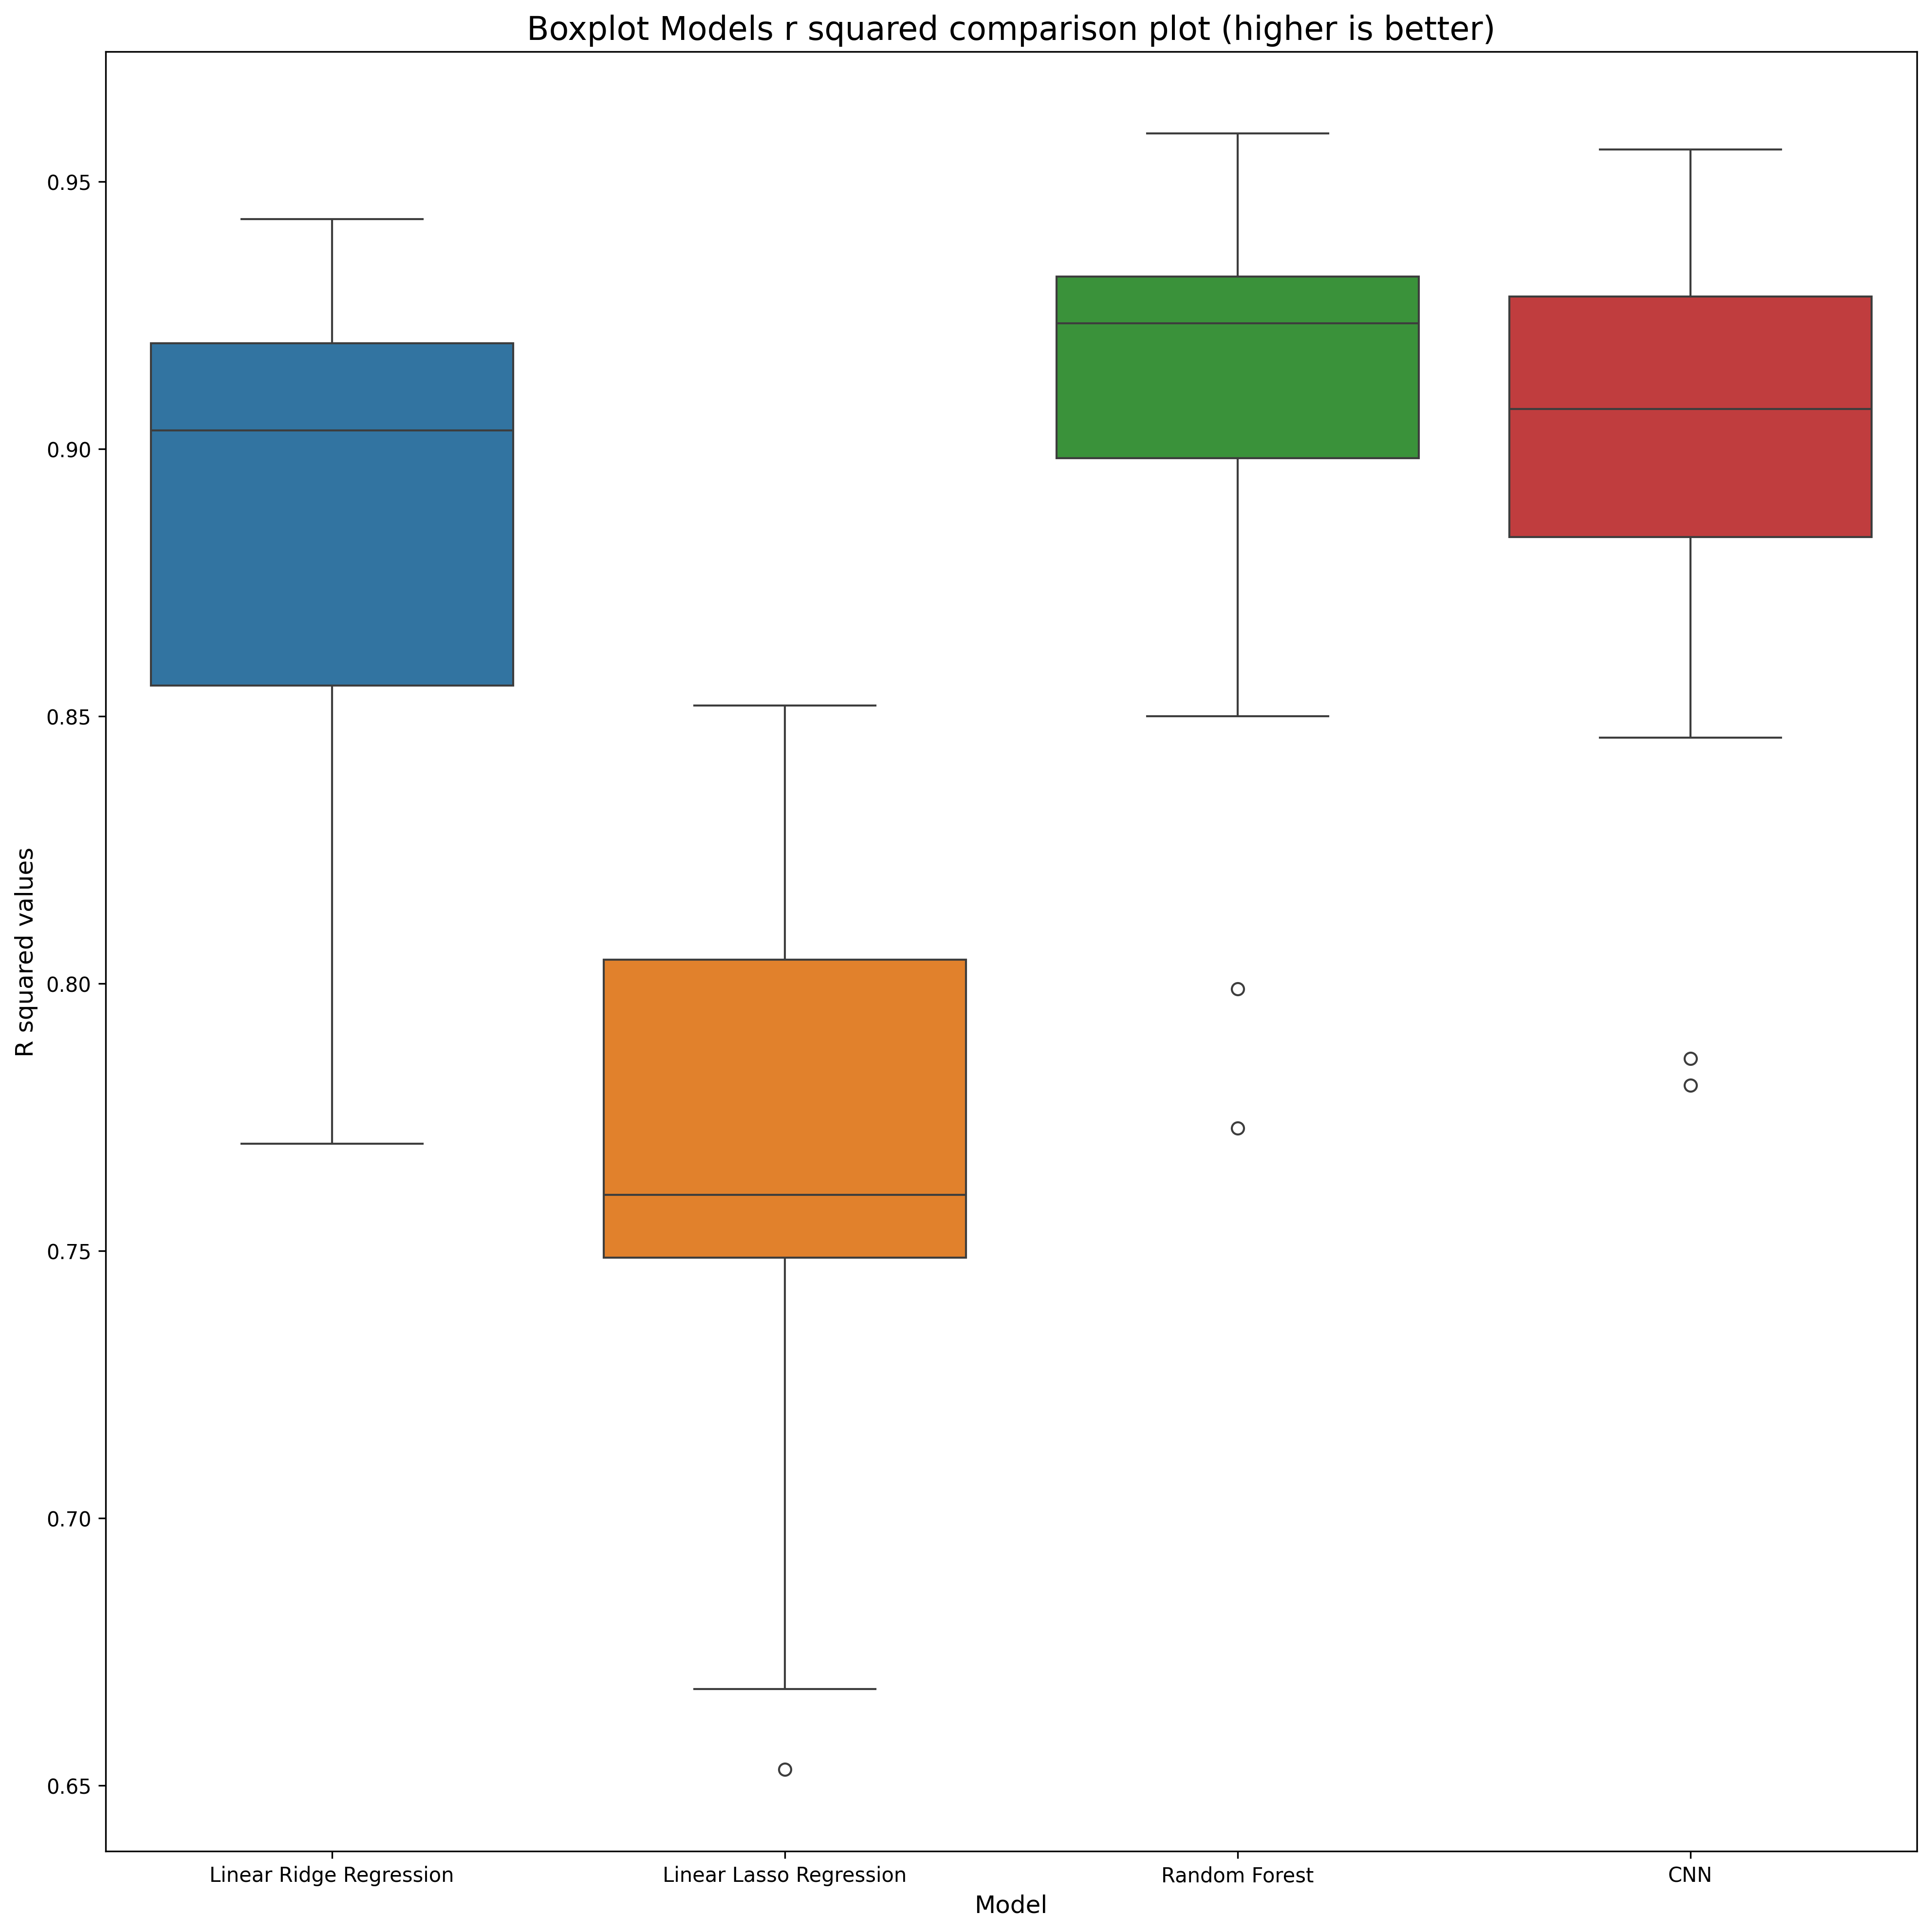 Boxplot Models r squared comparison plot (higher is better)
0.95
0.90
0.85
0.80
0.75
0.70
0.65
R squared values
Linear Ridge Regression
Linear Lasso Regression
Random Forest
CNN
Model